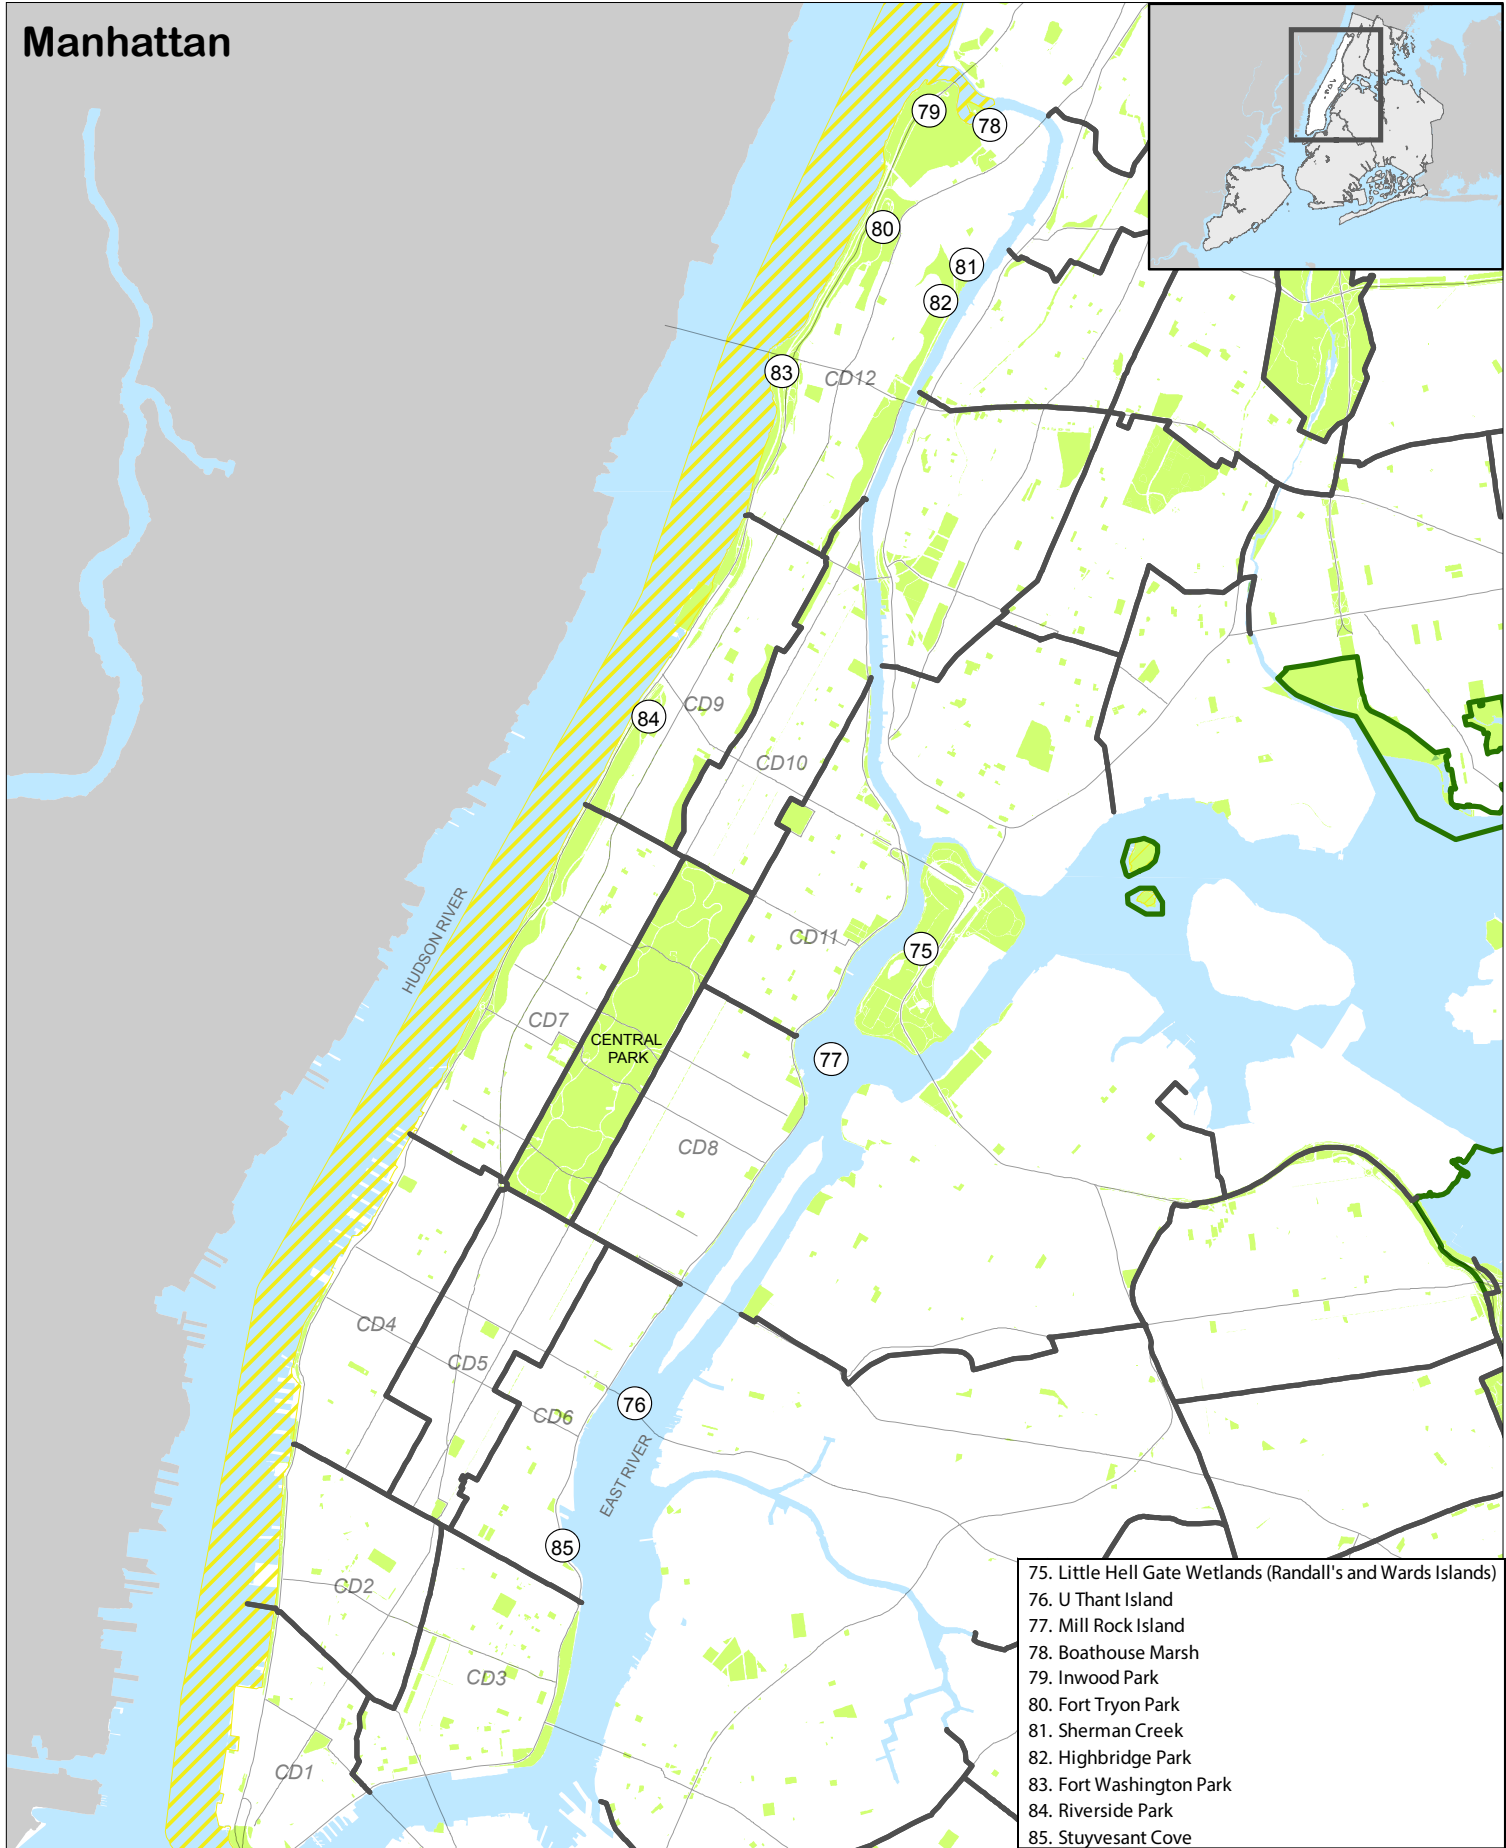 Manhattan
79
78
80
81
82
83
CD12
84
CD9
CD10
HUDSON RIVER
CD11
75
CD7
CENTRAL
PARK
77
CD8
CD4
CD5
76
CD6
EAST RIVER
85
CD2
CD3
CD1
75. Little Hell Gate Wetlands (Randall's and Wards Islands)
76. U Thant Island
77. Mill Rock Island
78. Boathouse Marsh
79. Inwood Park
80. Fort Tryon Park
81. Sherman Creek
82. Highbridge Park
83. Fort Washington Park
84. Riverside Park
85. Stuyvesant Cove